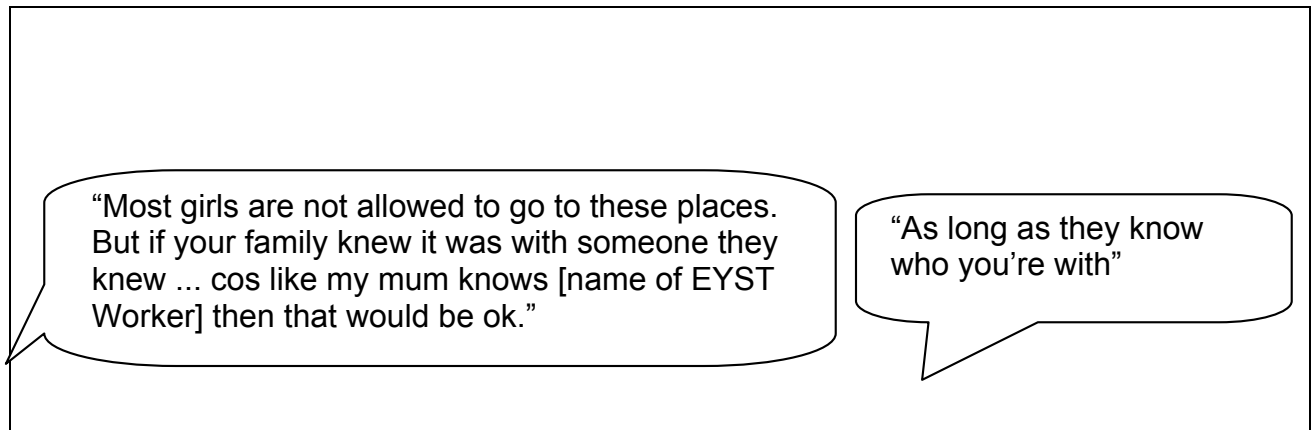 “Most girls are not allowed to go to these places.
But if your family knew it was with someone they
knew ... cos like my mum knows [name of EYST
Worker] then that would be ok.”
“As long as they know
who you’re with”